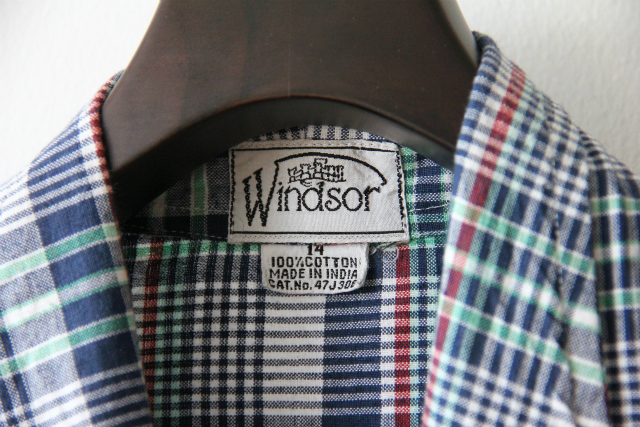 Windsor
14
100% COTTON
MADE IN INDIA
CAT. No. 47J306